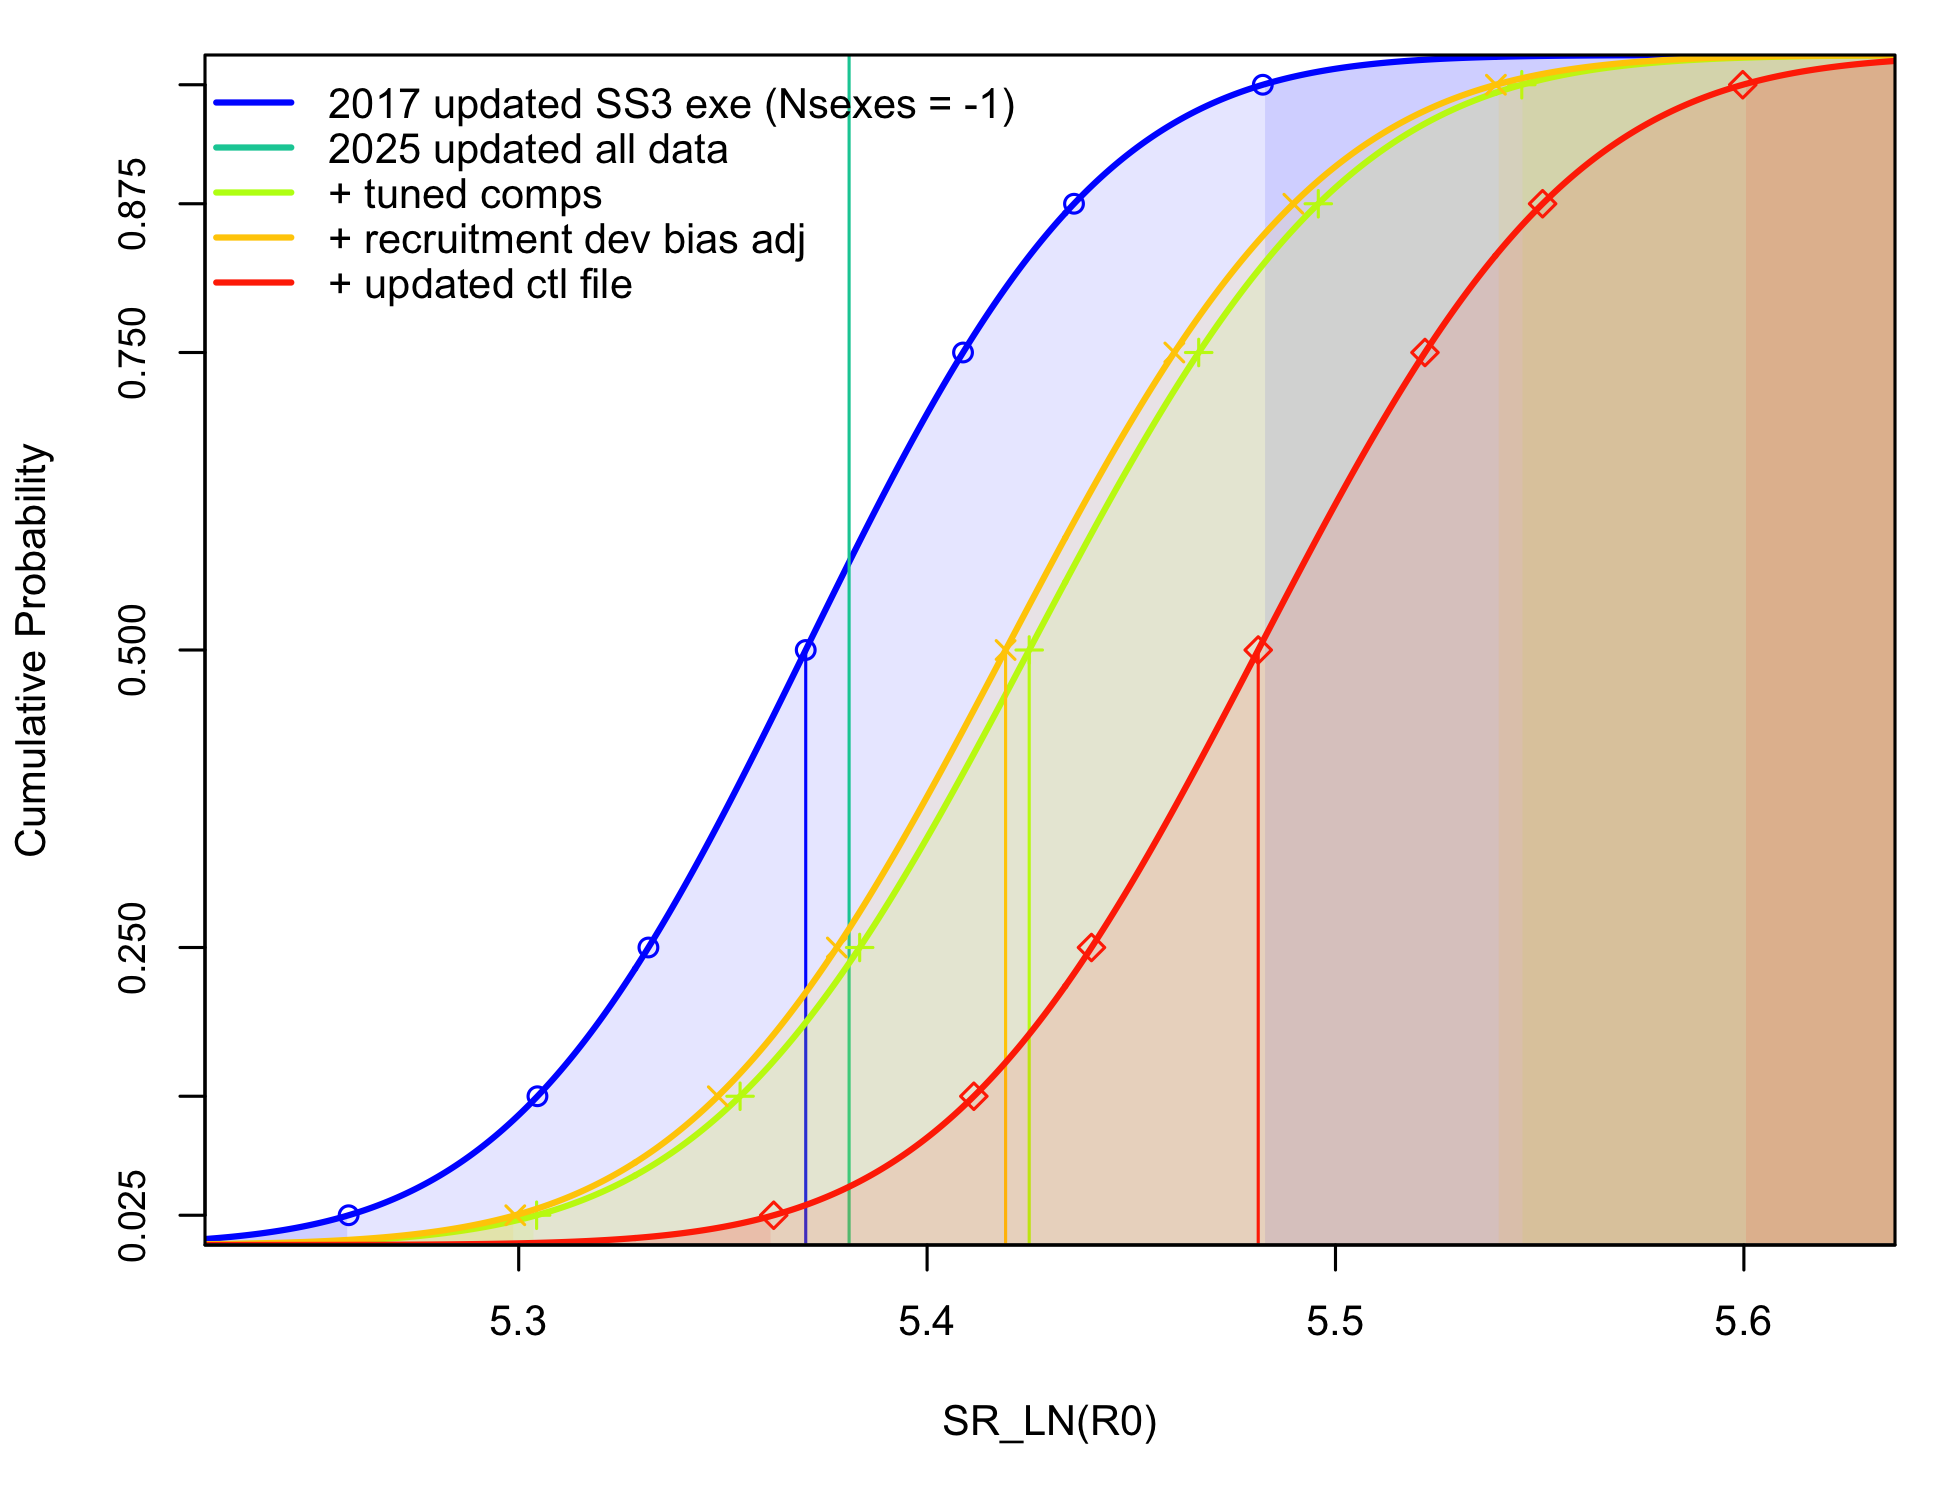 2017 updated SS3 exe (Nsexes = -1)
2025 updated all data
+ tuned comps
+ recruitment dev bias adj
+ updated ctl file
Cumulative Probability
0.875
0.750
0.500
0.250
0.025
5.3
5.4
5.5
5.6
SR_LN(R0)